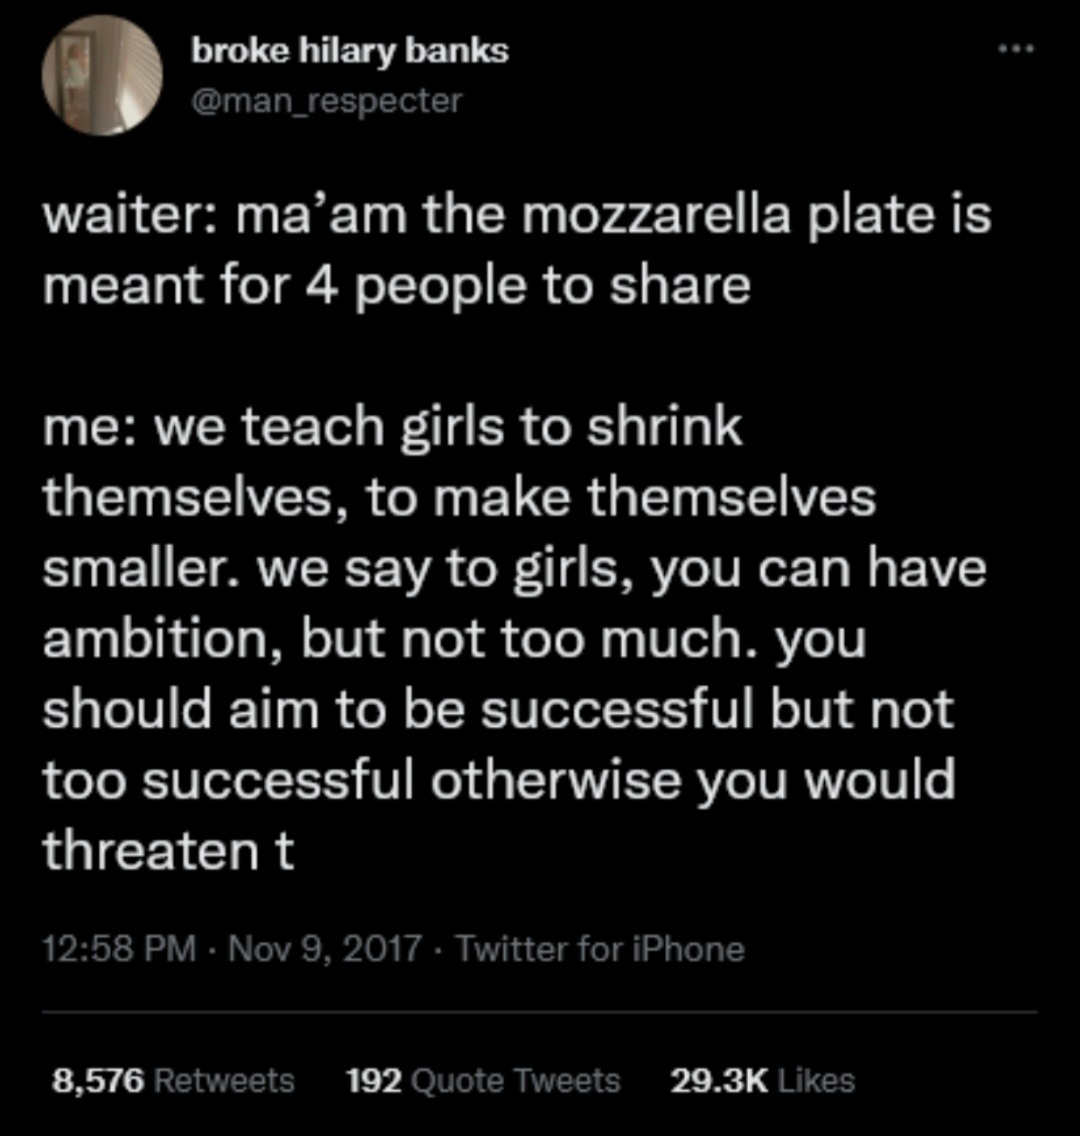 broke hilary banks
@man_respecter
waiter: ma’am the mozzarella plate is
meant for 4 people to share
me: we teach girls to shrink
themselves, to make themselves
smaller. we say to girls, you can have
ambition, but not too much. you
should aim to be successful but not
too successful otherwise you would
threaten t
12:58 PM · Nov 9, 2017 · Twitter for iPhone
8,576 Retweets 192 Quote Tweets 29.3K Likes